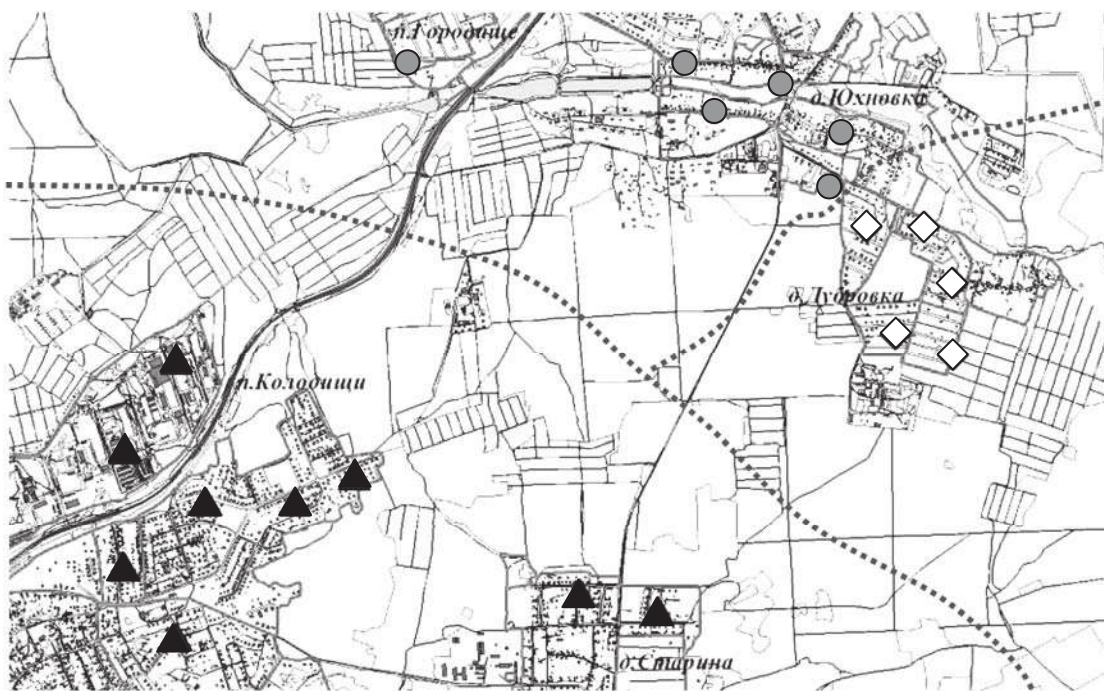 п.Городище
д.Юхновка
д.Дубровка
п.Колодищи
д.Старина